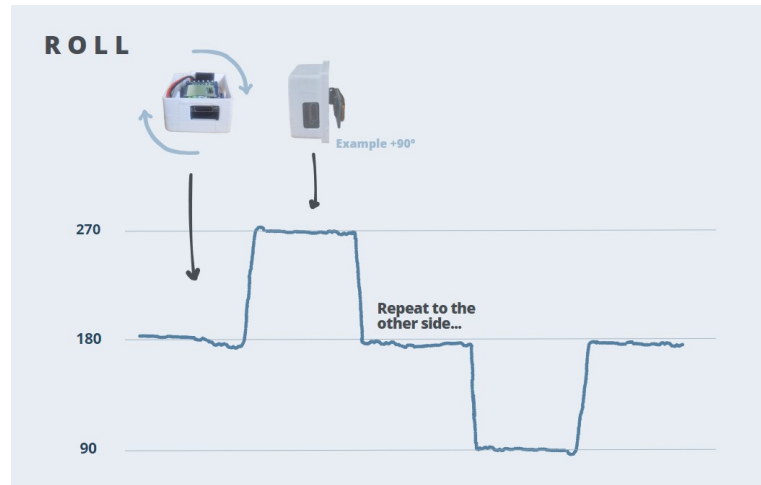 ROLL
Example +90°
270
Repeat to the
other side...
180
90